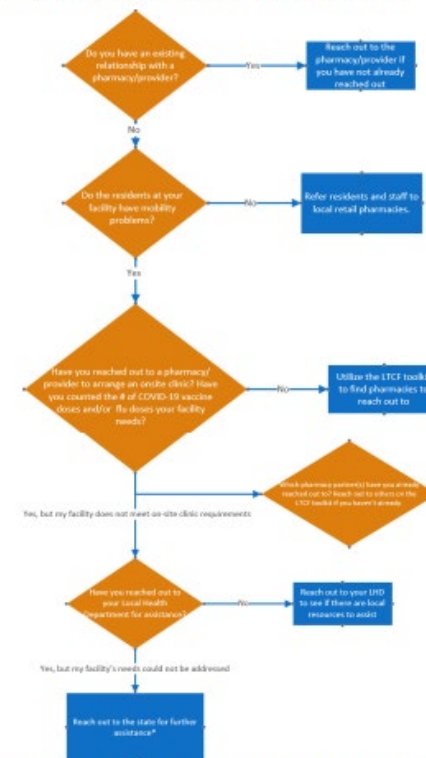 Do you have an existing
relationship with a
pharmacy/provider?
Yes
Reach out to the
pharmacy/provider if
you have not already
reached out
No
Do the residents at your
facility have mobility
problems?
No
Refer residents and staff to
local retail pharmacies.
Yes
Have you reached out to a pharmacy/
provider to arrange an onsite clinic? Have
you counted the # of COVID-19 vaccine
doses and/or flu doses your facility
needs?
No
Utilize the LTCF toolkit
to find pharmacies to
reach out to
Which pharmacy partner(s) have you already
reached out to? Reach out to others on the
LTCF toolkit if you haven't already.
Yes, but my facility does not meet on-site clinic requirements
Have you reached out to
your Local Health
Department for assistance?
No
Reach out to your LHD
to see if there are local
resources to assist
Yes, but my facility's needs could not be addressed
Reach out to the state for further
assistance*